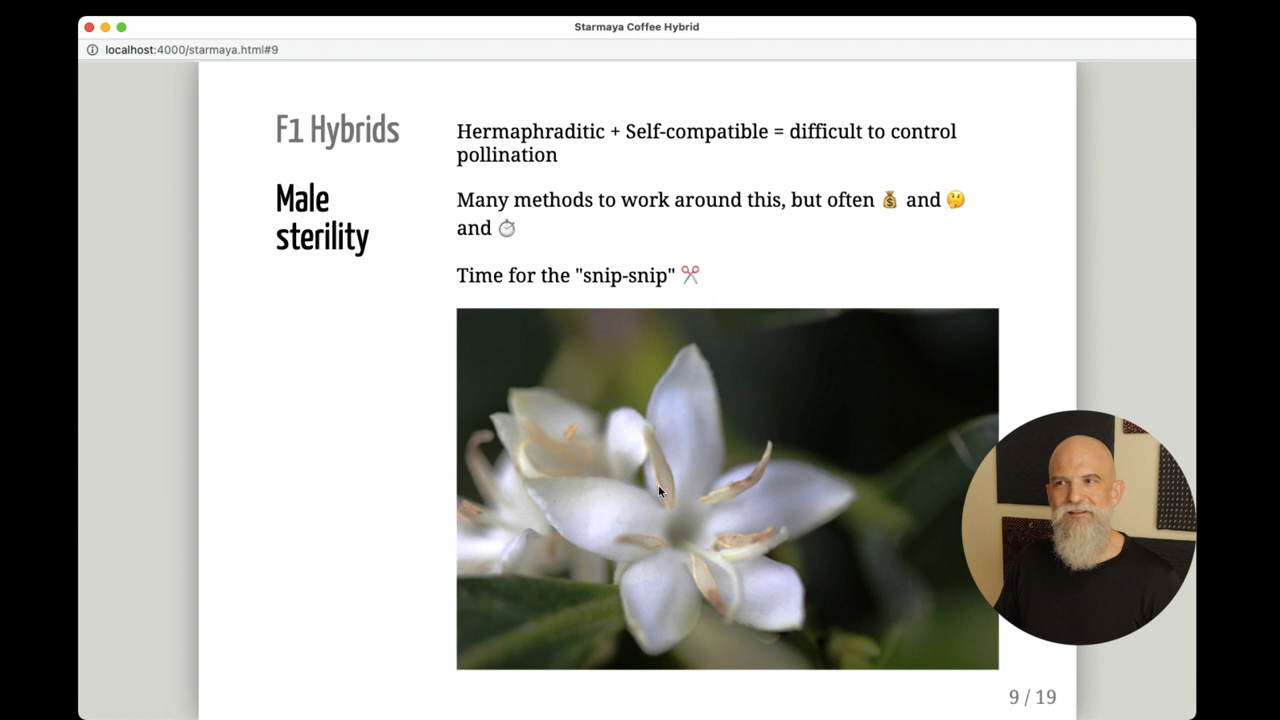 Starmaya Coffee Hybrid
localhost:4000/starmaya.html#9
F1 Hybrids
Male
sterility
Hermaphraditic + Self-compatible = difficult to control
pollination
Many methods to work around this, but often 💰 and 🤔
and ⏱
Time for the "snip-snip" ✂️
9 / 19